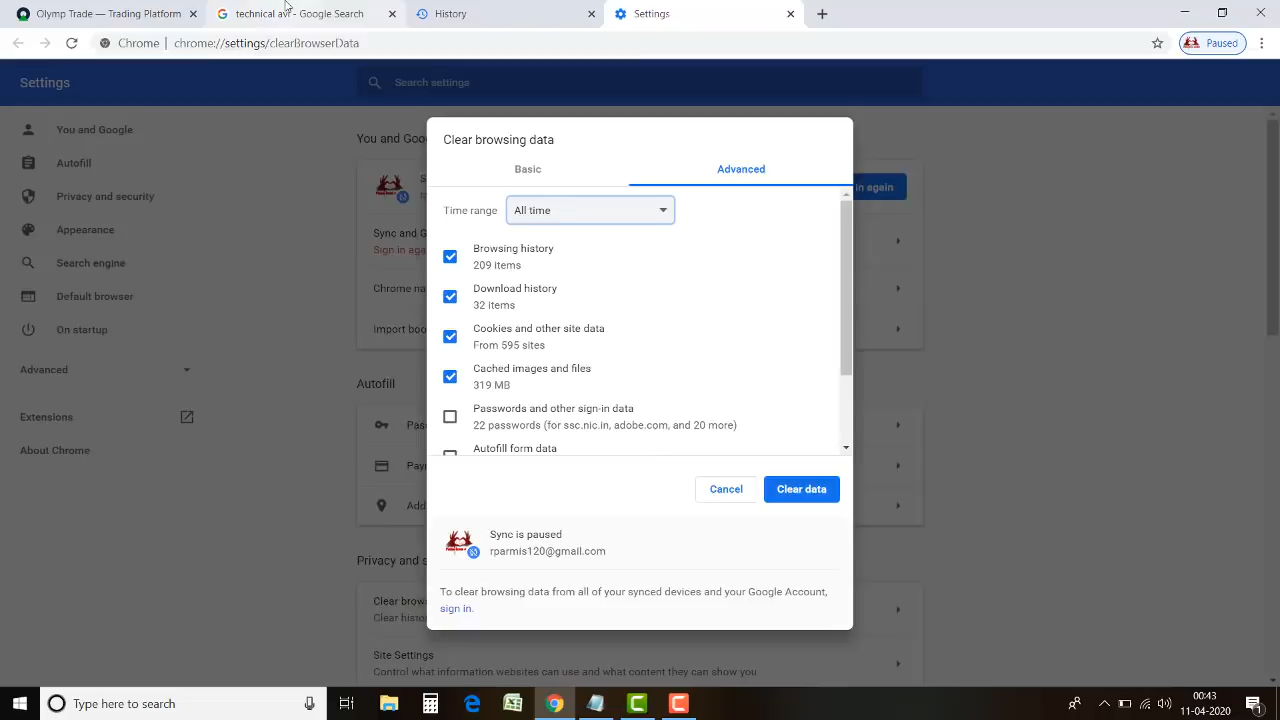 Olymp Trade — Trading Platform
technical avi - Google Search
History
Settings
Chrome | chrome://settings/clearBrowserData
Paused
Settings
Search settings
You and Google
Autofill
Privacy and security
Appearance
Search engine
Default browser
On startup
Advanced
Extensions
About Chrome
You and Goo
in again
Sync and G
Sign in aga
Chrome na
Import boo
Autofill
Pas
Pay
Add
Privacy and s
Clear brow
Clear histo
Site Settings
Control what information websites can use and what content they can show you
Clear browsing data
Basic
Advanced
Time range
All time
Browsing history
209 items
Download history
32 items
Cookies and other site data
From 595 sites
Cached images and files
319 MB
Passwords and other sign-in data
22 passwords (for ssc.nic.in, adobe.com, and 20 more)
Autofill form data
Cancel
Clear data
Sync is paused
rparmis120@gmail.com
To clear browsing data from all of your synced devices and your Google Account,
sign in.
Type here to search
00:43
11-04-2020